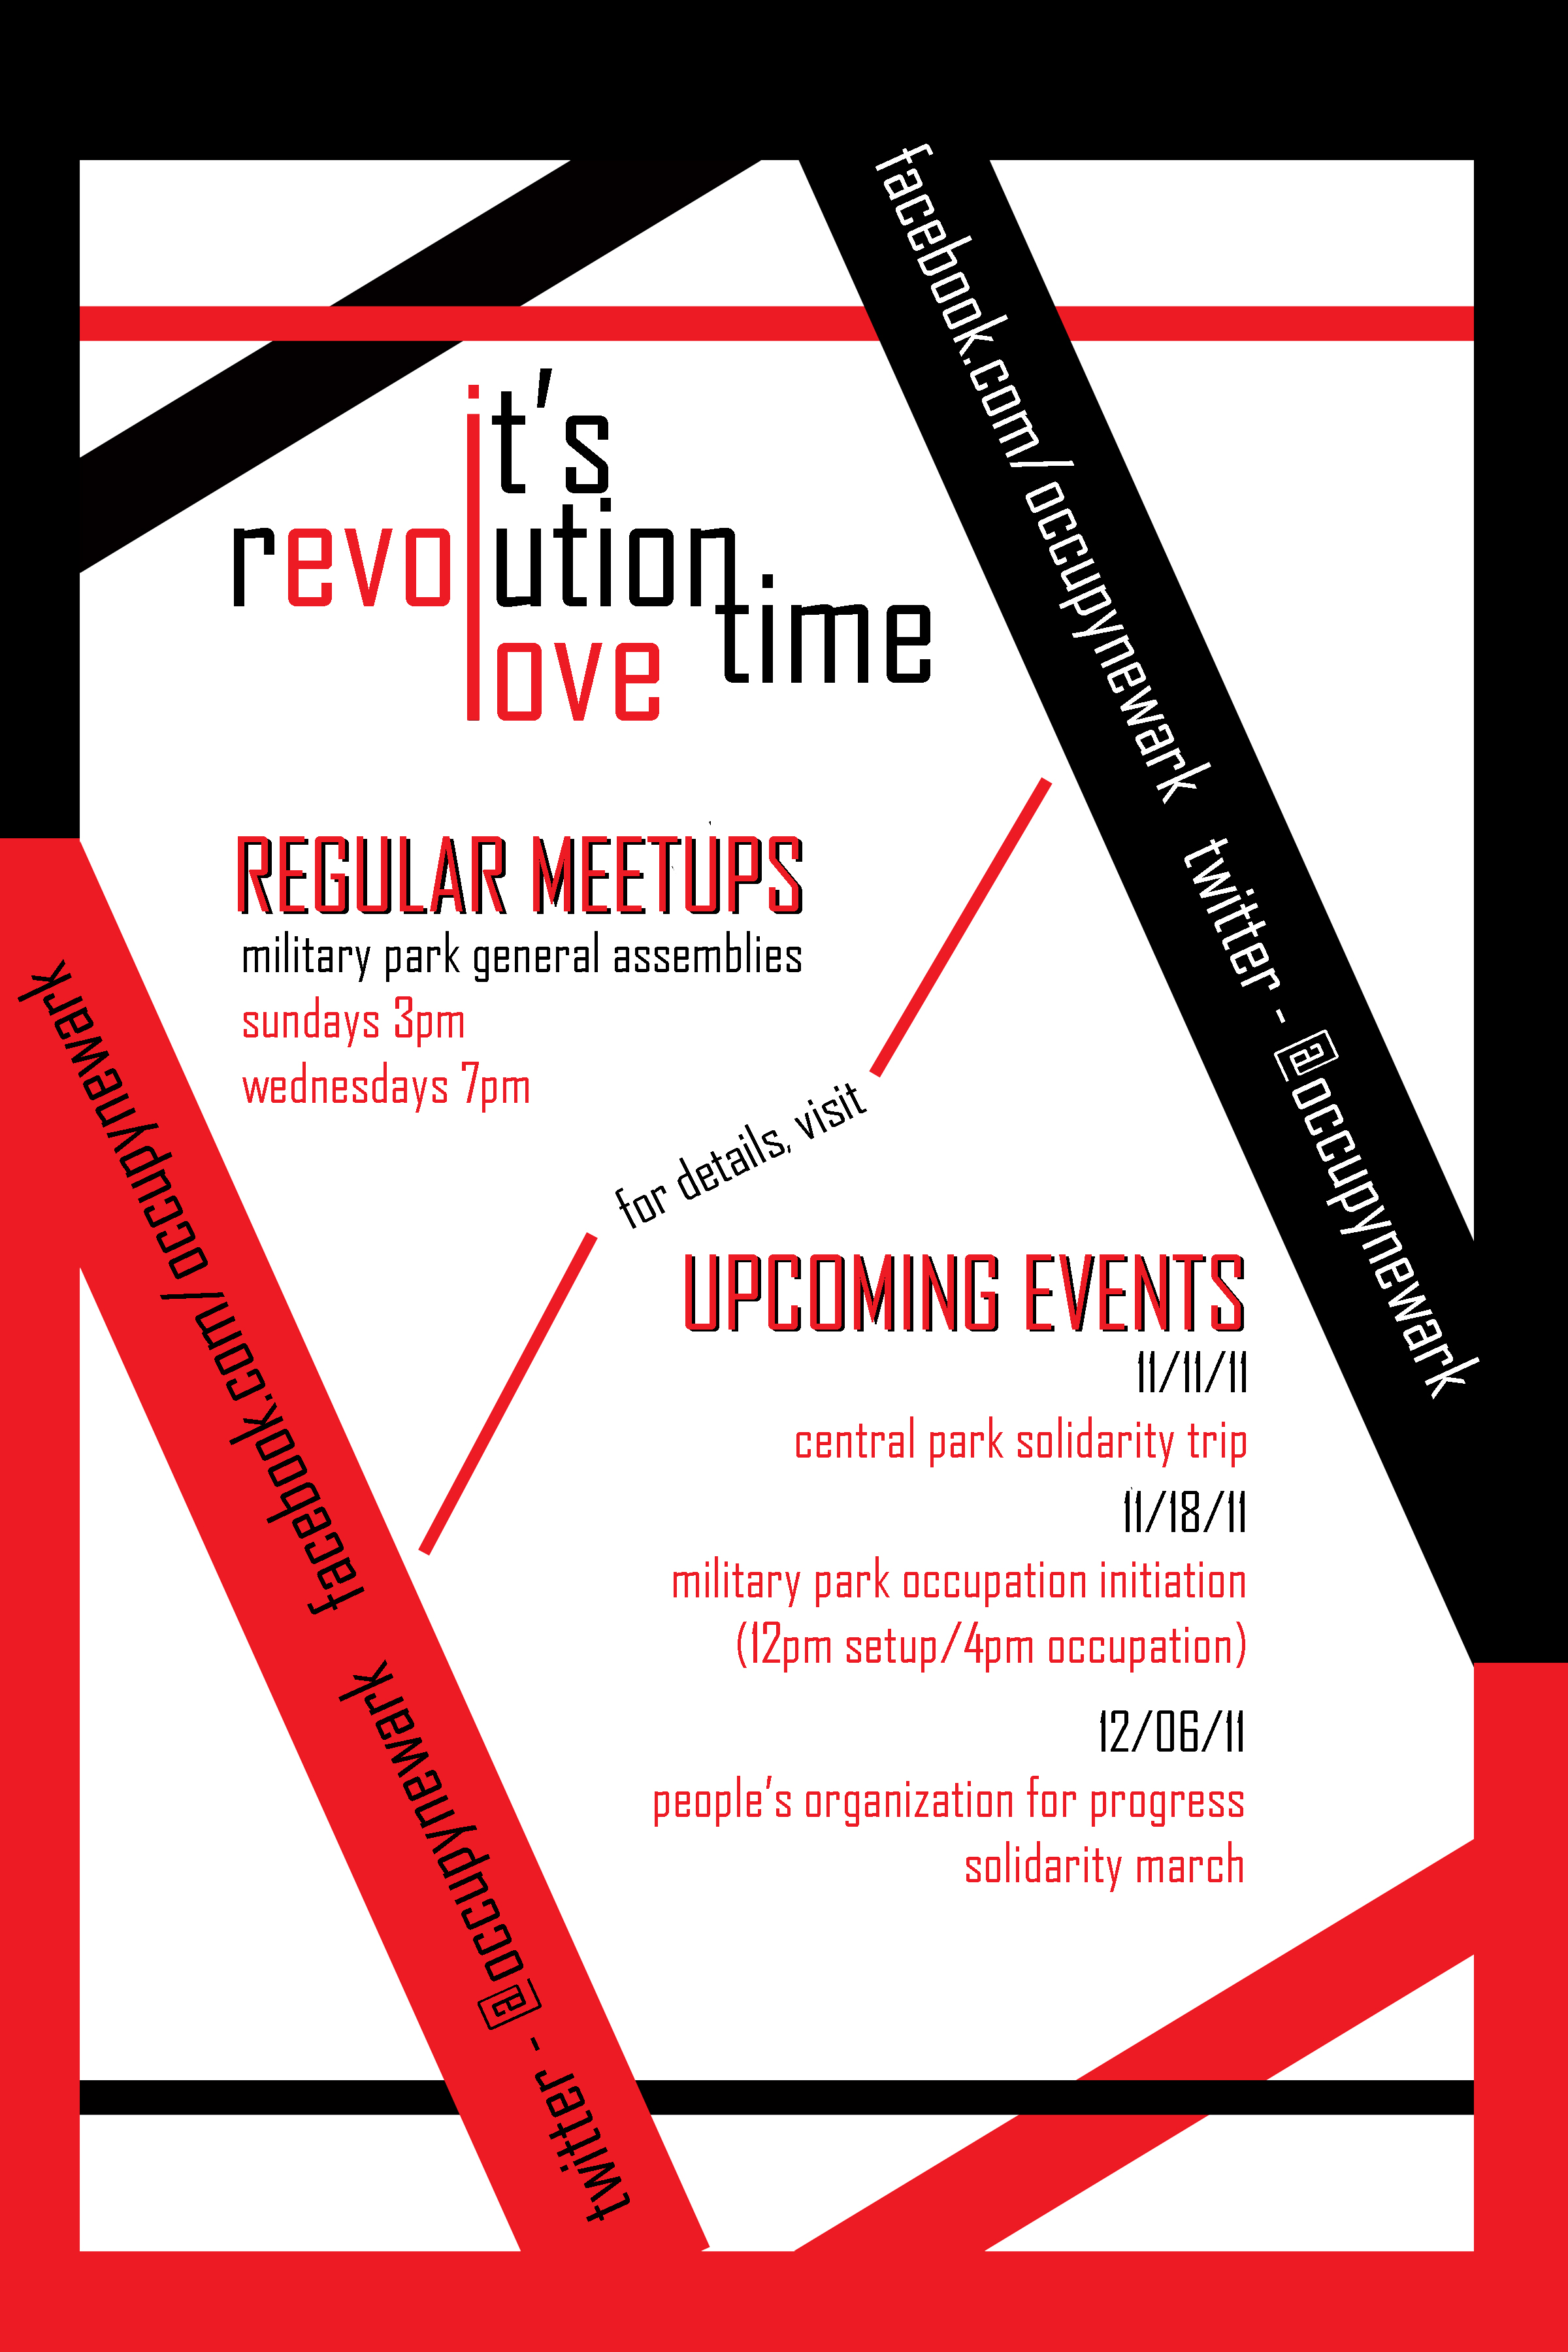 it's
revolution
time
love
facebook.com/occupynewark   twitter - @occupynewark
REGULAR MEETUPS
military park general assemblies
sundays 3pm
wednesdays 7pm
for details, visit
UPCOMING EVENTS
11/11/11
central park solidarity trip
11/18/11
military park occupation initiation
(12pm setup/4pm occupation)
12/06/11
people's organization for progress
solidarity march
twitter - @occupynewark   facebook.com/occupynewark